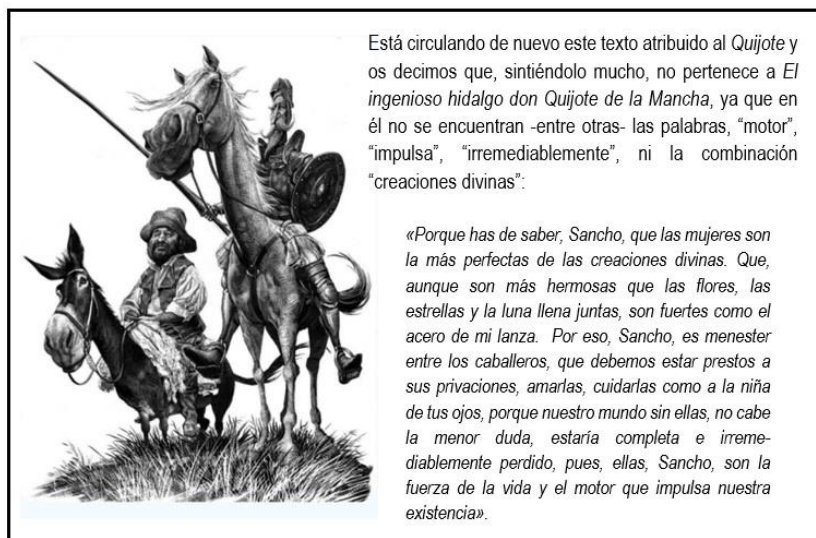 Está circulando de nuevo este texto atribuido al Quijote y
os decimos que, sintiéndolo mucho, no pertenece a El
ingenioso hidalgo don Quijote de la Mancha, ya que en
él no se encuentran -entre otras- las palabras, “motor”,
“impulsa”, “irremediablemente”, ni la combinación
“creaciones divinas”:
«Porque has de saber, Sancho, que las mujeres son
la más perfectas de las creaciones divinas. Que,
aunque son más hermosas que las flores, las
estrellas y la luna llena juntas, son fuertes como el
acero de mi lanza. Por eso, Sancho, es menester
entre los caballeros, que debemos estar prestos a
sus privaciones, amarlas, cuidarlas como a la niña
de tus ojos, porque nuestro mundo sin ellas, no cabe
la menor duda, estaría completa e irreme-
diablemente perdido, pues, ellas, Sancho, son la
fuerza de la vida y el motor que impulsa nuestra
existencia».